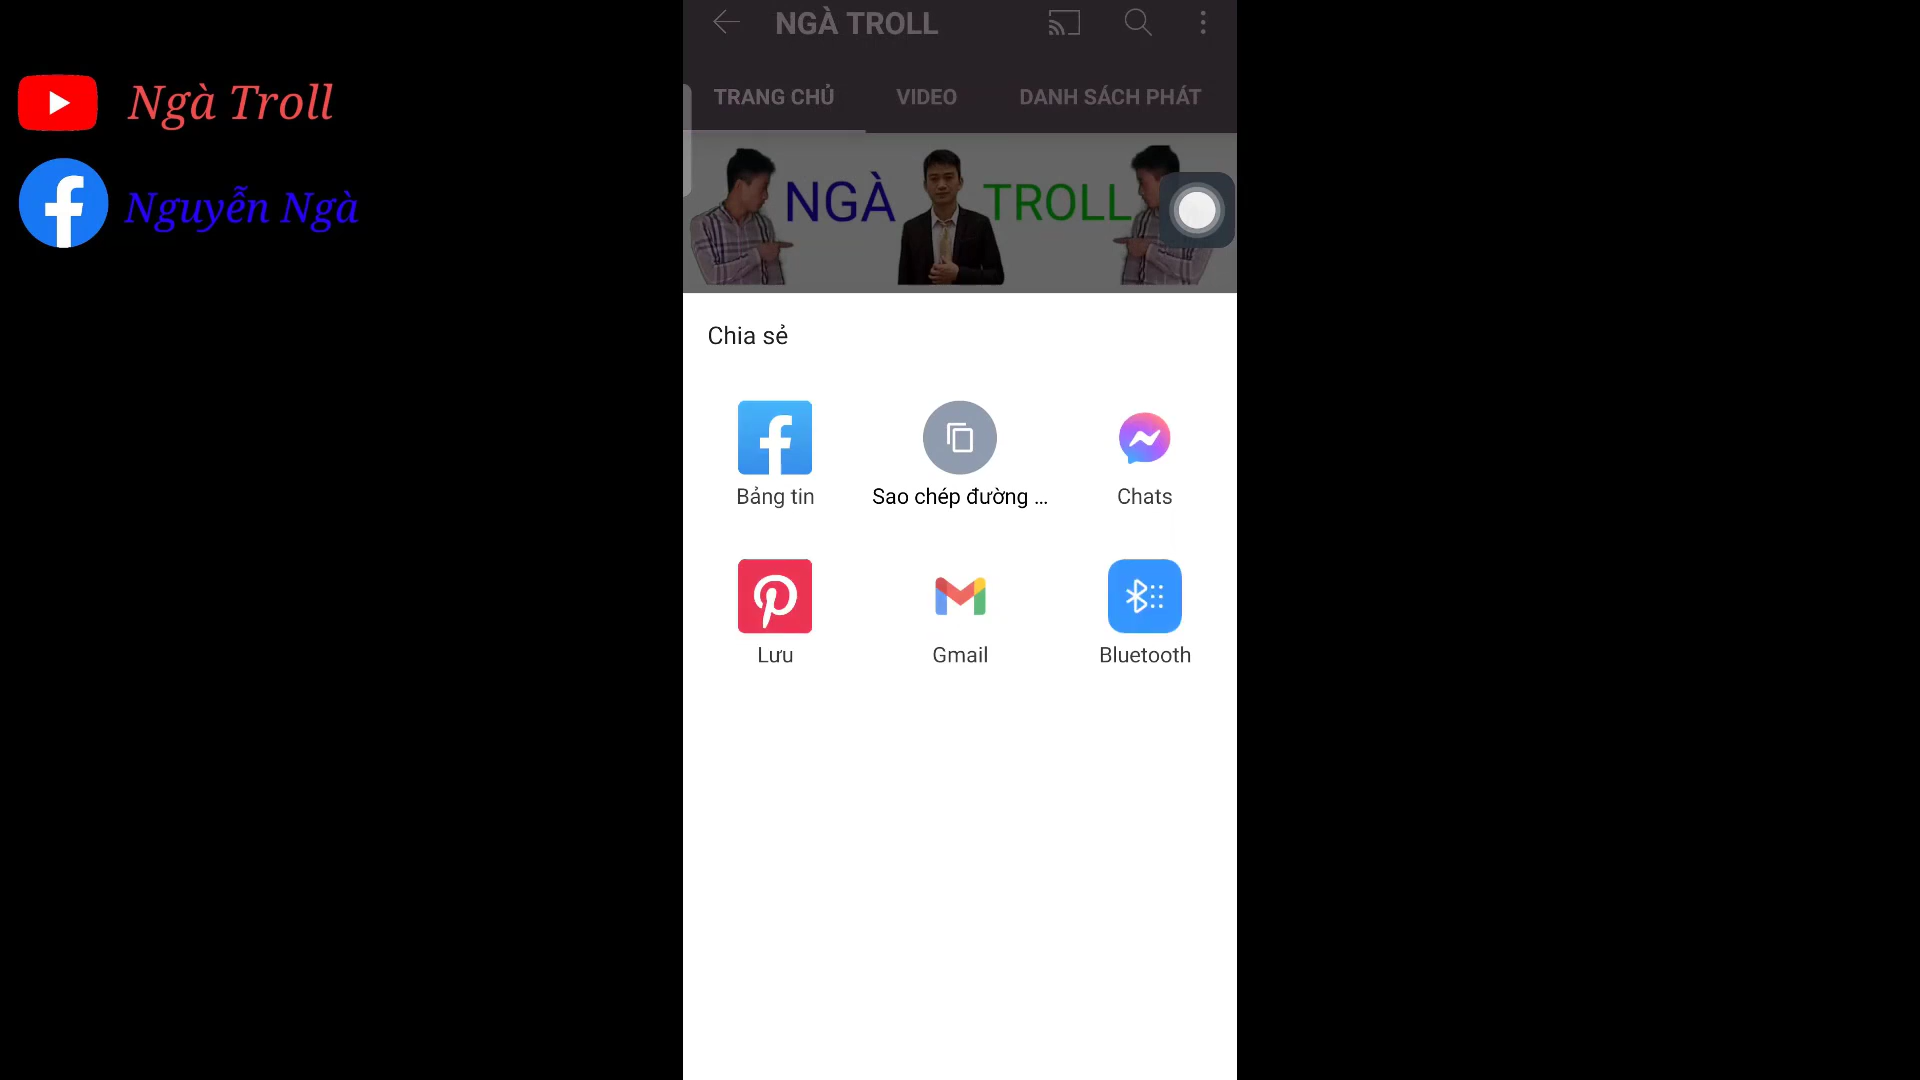 Ngà Troll
Nguyễn Ngà
NGÀ TROLL
TRANG CHỦ VIDEO DANH SÁCH PHÁT
NGÀ TROLL
Chia sẻ
Bảng tin Sao chép đường ... Chats
Lưu Gmail Bluetooth